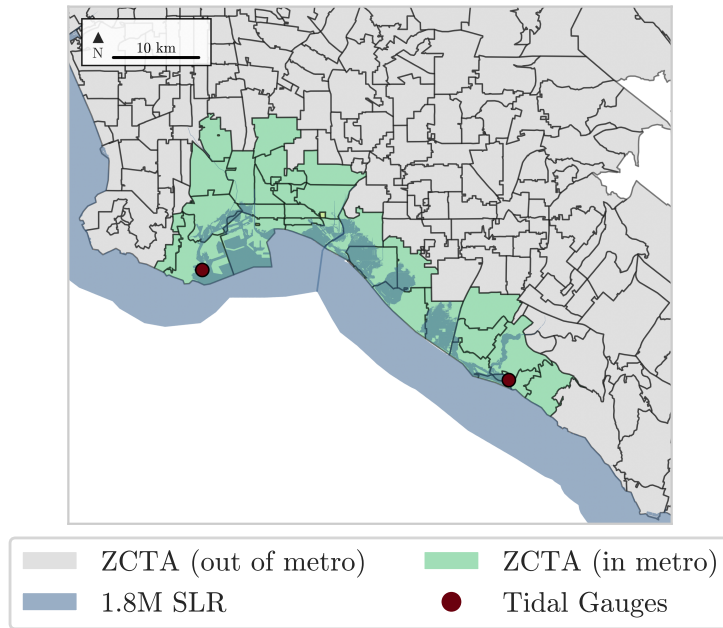 N
10 km
ZCTA (out of metro)
ZCTA (in metro)
1.8M SLR
Tidal Gauges